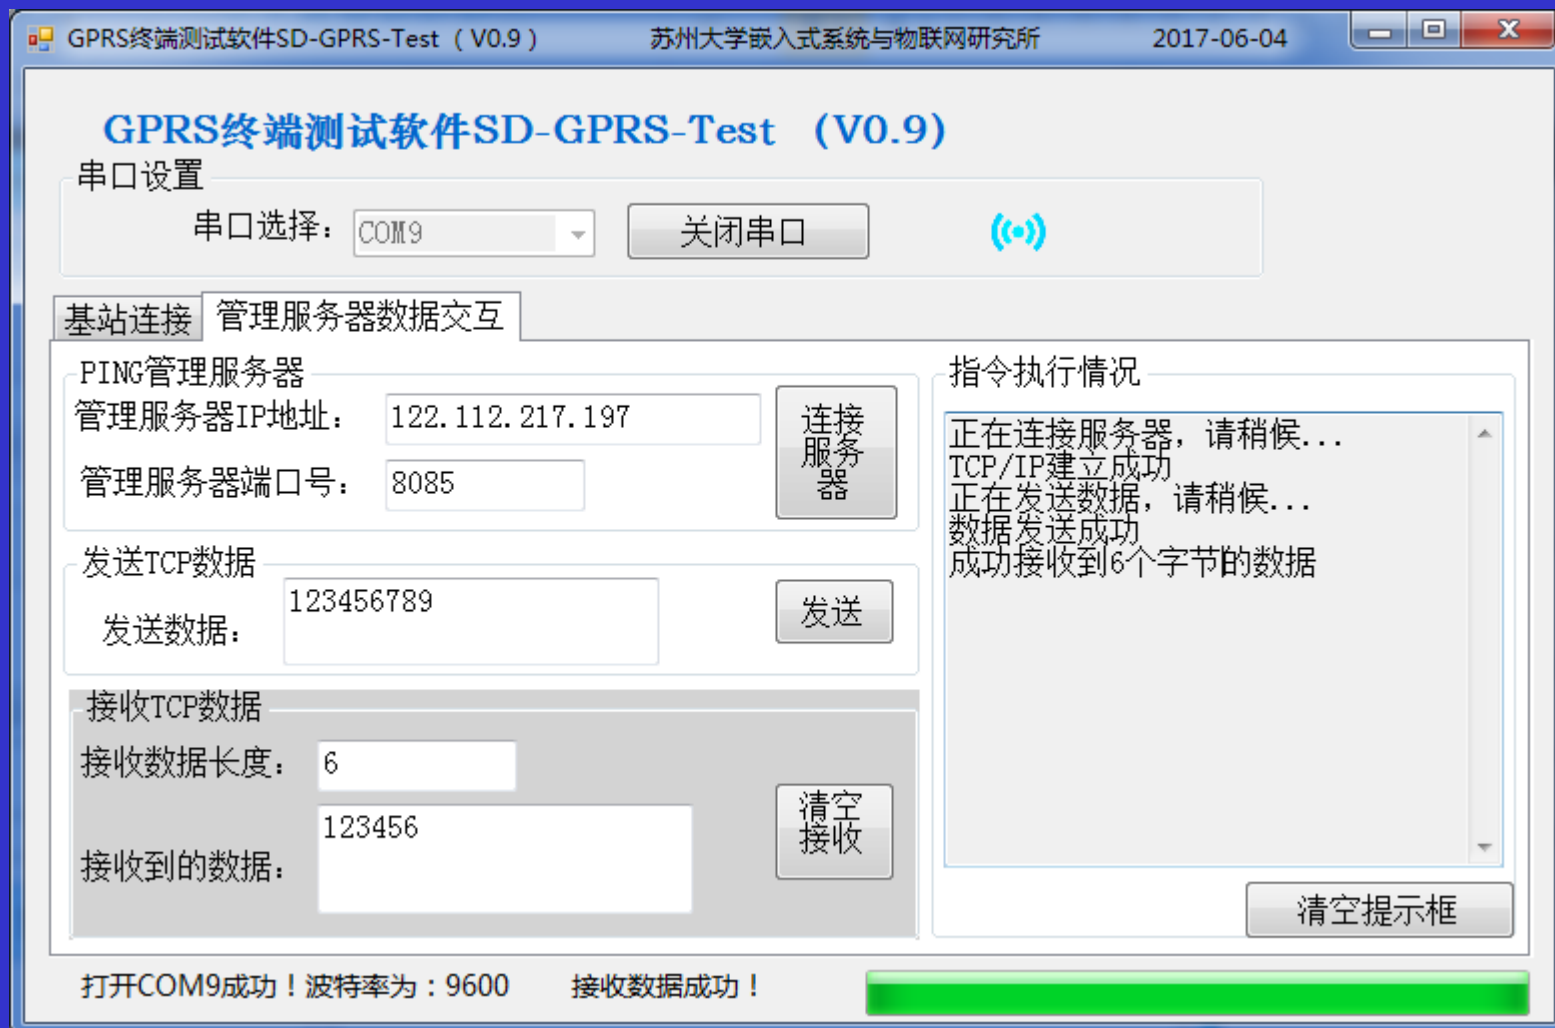 GPRS终端测试软件SD-GPRS-Test（V0.9） 苏州大学嵌入式系统与物联网研究所 2017-06-04
GPRS终端测试软件SD-GPRS-Test （V0.9）
串口设置
串口选择： COM9 关闭串口
基站连接 管理服务器数据交互
PING管理服务器
管理服务器IP地址： 122.112.217.197
管理服务器端口号： 8085
连接
服务
器
发送TCP数据
发送数据： 123456789
发送
接收TCP数据
接收数据长度： 6
接收到的数据： 123456
清空
接收
指令执行情况
正在连接服务器，请稍候...
TCP/IP建立成功
正在发送数据，请稍候...
数据发送成功
成功接收到6个字节的数据
清空提示框
打开COM9成功！波特率为：9600 接收数据成功！